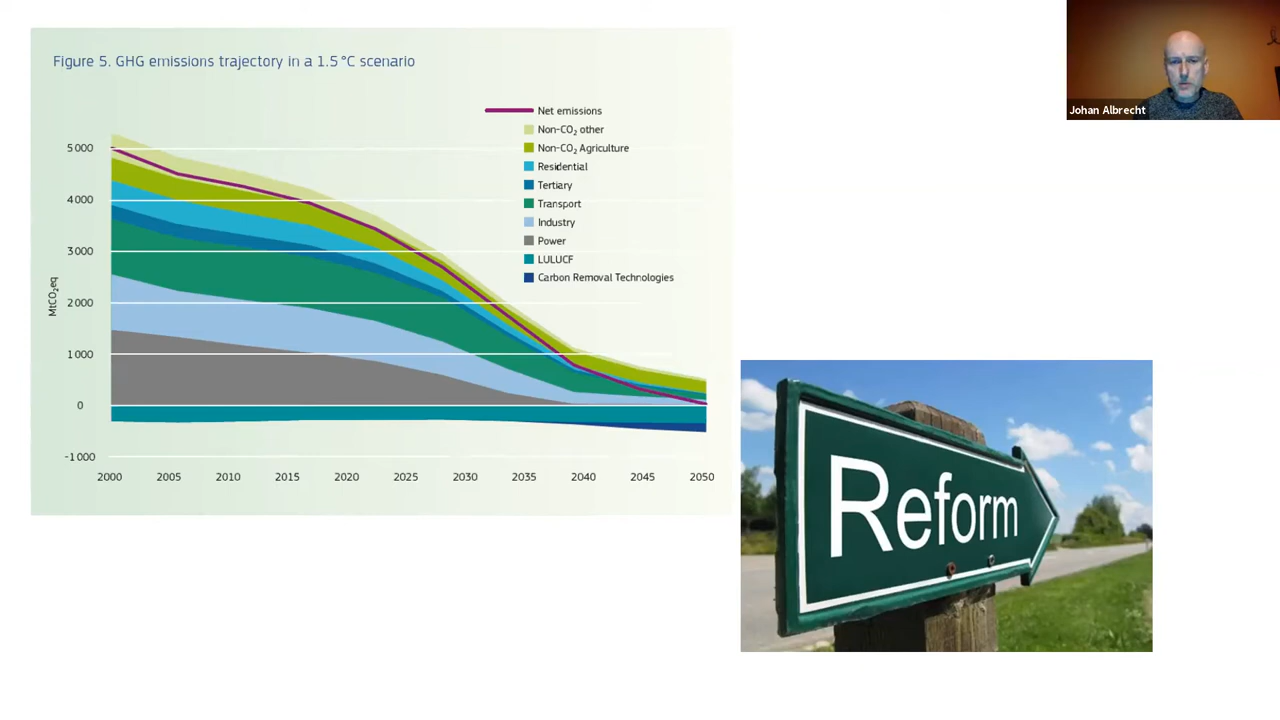 Figure 5. GHG emissions trajectory in a 1.5 °C scenario
Johan Albrecht
Net emissions
Non-CO₂ other
Non-CO₂ Agriculture
Residential
Tertiary
Transport
Industry
Power
LULUCF
Carbon Removal Technologies
MtCO₂eq
5 000
4 000
3000
2 000
1 000
0
-1 000
2000 2005 2010 2015 2020 2025 2030 2035 2040 2045 2050
Reform